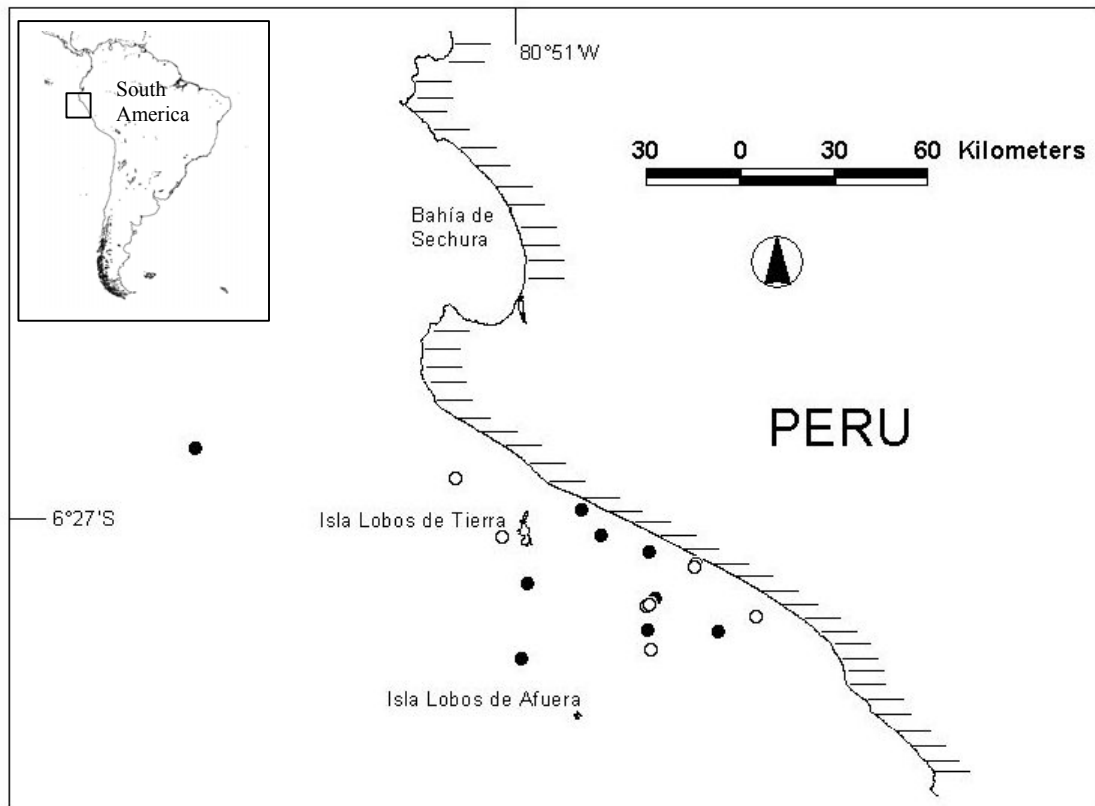 South
America
80°51'W
30 0 30 60 Kilometers
Bahía de
Sechura
PERU
6°27'S
Isla Lobos de Tierra
Isla Lobos de Afuera